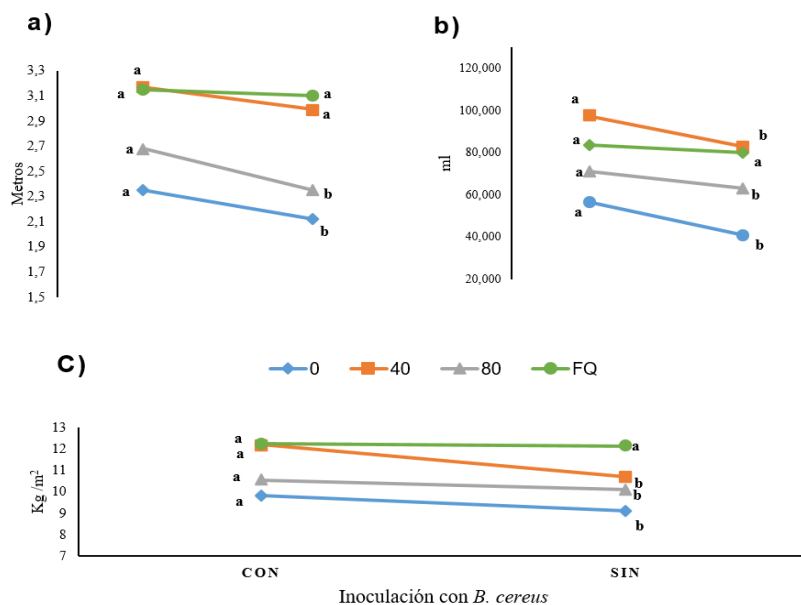 a)
Metros
3,3
3,1
2,9
2,7
2,5
2,3
2,1
1,9
1,7
1,5
a
a
a
a
a
a
b
b
b)
ml
120,000
100,000
80,000
60,000
40,000
20,000
a
a
a
a
b
a
b
b
C)
0
40
80
FQ
Kg /m²
13
12
11
10
9
8
7
a
a
a
a
a
b
b
b
CON
SIN
Inoculación con B. cereus